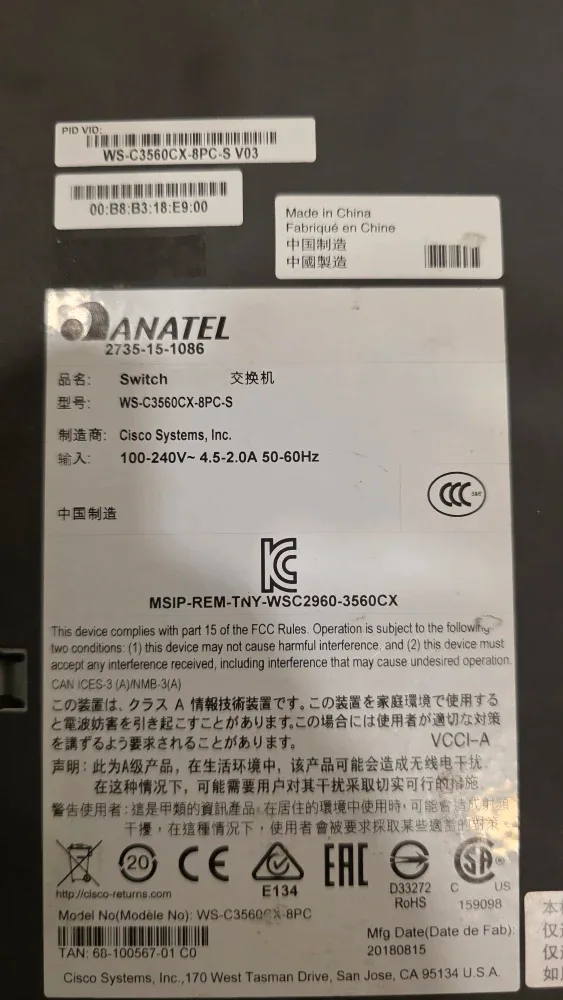 PID VID:
WS-C3560CX-8PC-S V03
00:B8:B3:18:E9:00
Made in China
Fabriqué en Chine
中国制造
中國製造
ANATEL
2735-15-1086
品名: Switch 交换机
型号: WS-C3560CX-8PC-S
制造商: Cisco Systems, Inc.
输入: 100-240V~ 4.5-2.0A 50-60Hz
中国制造
CCC S&E
KC
MSIP-REM-TNY-WSC2960-3560CX
This device complies with part 15 of the FCC Rules. Operation is subject to the following
two conditions: (1) this device may not cause harmful interference, and (2) this device must
accept any interference received, including interference that may cause undesired operation.
CAN ICES-3 (A)/NMB-3(A)
この装置は、クラス A 情報技術装置です。この装置を家庭環境で使用する
と電波妨害を引き起こすことがあります。この場合には使用者が適切な対策
を講ずるよう要求されることがあります。 VCCI-A
声明: 此为A级产品, 在生活环境中, 该产品可能会造成无线电干扰.
在这种情况下, 可能需要用户对其干扰采取切实可行的措施.
警告使用者: 這是甲類的資訊產品, 在居住的環境中使用時, 可能會造成射頻
干擾, 在這種情況下, 使用者會被要求採取某些適當的對策.
20 CE E134 EAC D33272 RoHS C SA US 159098
http://cisco-returns.com
Model No(Modèle No): WS-C3560CX-8PC
TAN: 68-100567-01 C0
Mfg Date(Date de Fab):
20180815
Cisco Systems, Inc.,170 West Tasman Drive, San Jose, CA 95134 U.S.A.
仅
仅
如